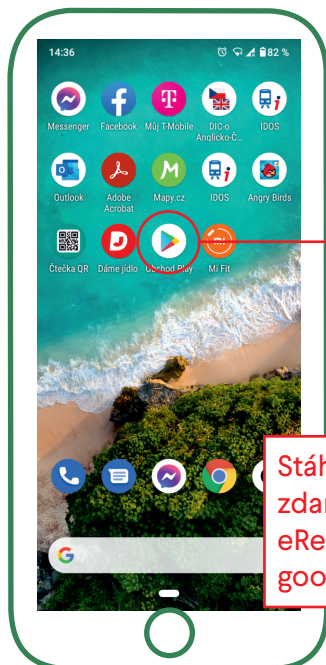 14:36 82 %
Messenger Facebook Můj T-Mobile DIC-o IDOS
Anglicko-Č...
Outlook Adobe Mapy.cz IDOS Angry Birds
Acrobat
Čtečka QR Dáme jídlo Obchod Play Mi Fit
Stáh
zdar
eRe
goo